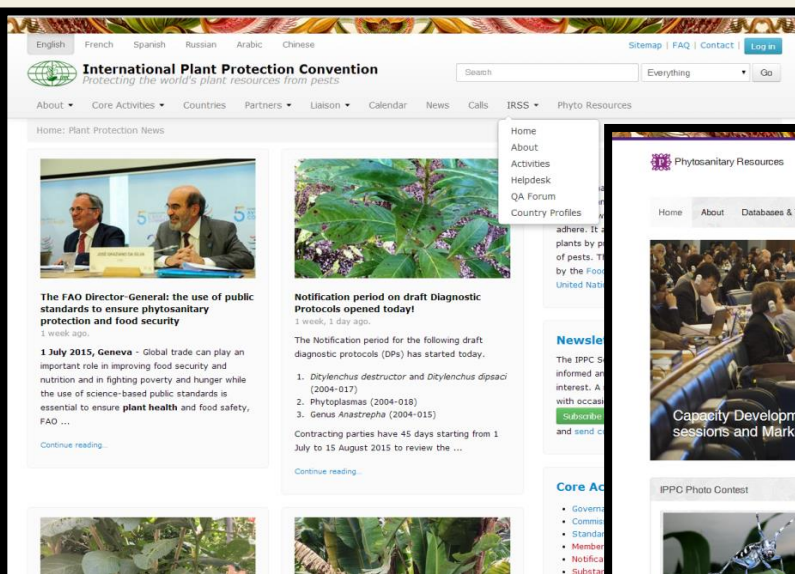 English French Spanish Russian Arabic Chinese
Sitemap | FAQ | Contact | Log in
International Plant Protection Convention
Protecting the world's plant resources from pests
Search
Everything
Go
About Core Activities Countries Partners Liaison Calendar News Calls IRSS Phyto Resources
Home: Plant Protection News
Home
About
Activities
Helpdesk
QA Forum
Country Profiles
The FAO Director-General: the use of public
standards to ensure phytosanitary
protection and food security
1 week ago.
1 July 2015, Geneva - Global trade can play an
important role in improving food security and
nutrition and in fighting poverty and hunger while
the use of science-based public standards is
essential to ensure plant health and food safety,
FAO ...
Continue reading...
Notification period on draft Diagnostic
Protocols opened today!
1 week, 1 day ago.
The Notification period for the following draft
diagnostic protocols (DPs) has started today.
1. Ditylenchus destructor and Ditylenchus dipsaci
(2004-017)
2. Phytoplasmas (2004-018)
3. Genus Anastrepha (2004-015)
Contracting parties have 45 days starting from 1
July to 15 August 2015 to review the ...
Continue reading...
adhere. It a
plants by p
of pests. T
by the Foo
United Nati
Newsle
The IPPC S
informed an
interest. A
with occasi
Subscribe
and send c
Core Ac
Governa
Commis
Standar
Member
Notifica
Substan
Phytosanitary Resources
Home About Databases &
Capacity Developm
sessions and Mark
IPPC Photo Contest